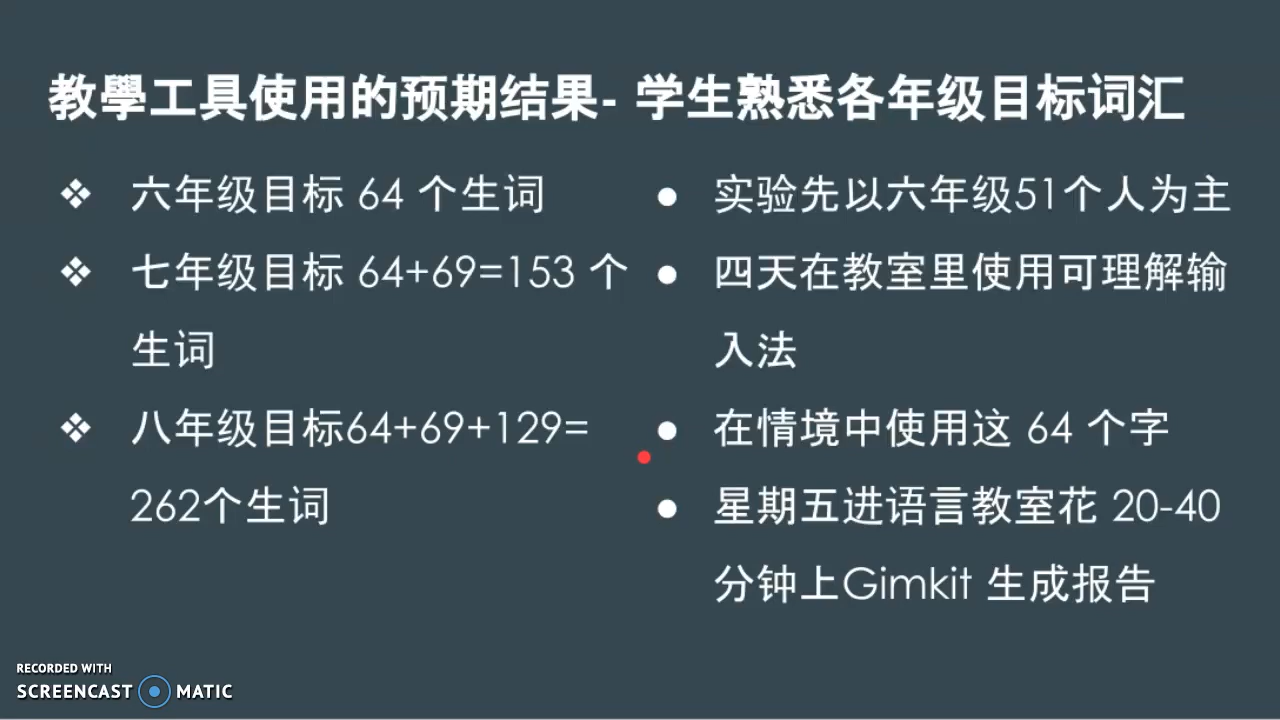 教學工具使用的预期结果- 学生熟悉各年级目标词汇
❖ 六年级目标 64 个生词
❖ 七年级目标 64+69=153 个
生词
❖ 八年级目标64+69+129=
262个生词
● 实验先以六年级51个人为主
● 四天在教室里使用可理解输
入法
● 在情境中使用这 64 个字
● 星期五进语言教室花 20-40
分钟上Gimkit 生成报告
RECORDED WITH
SCREENCAST MATIC